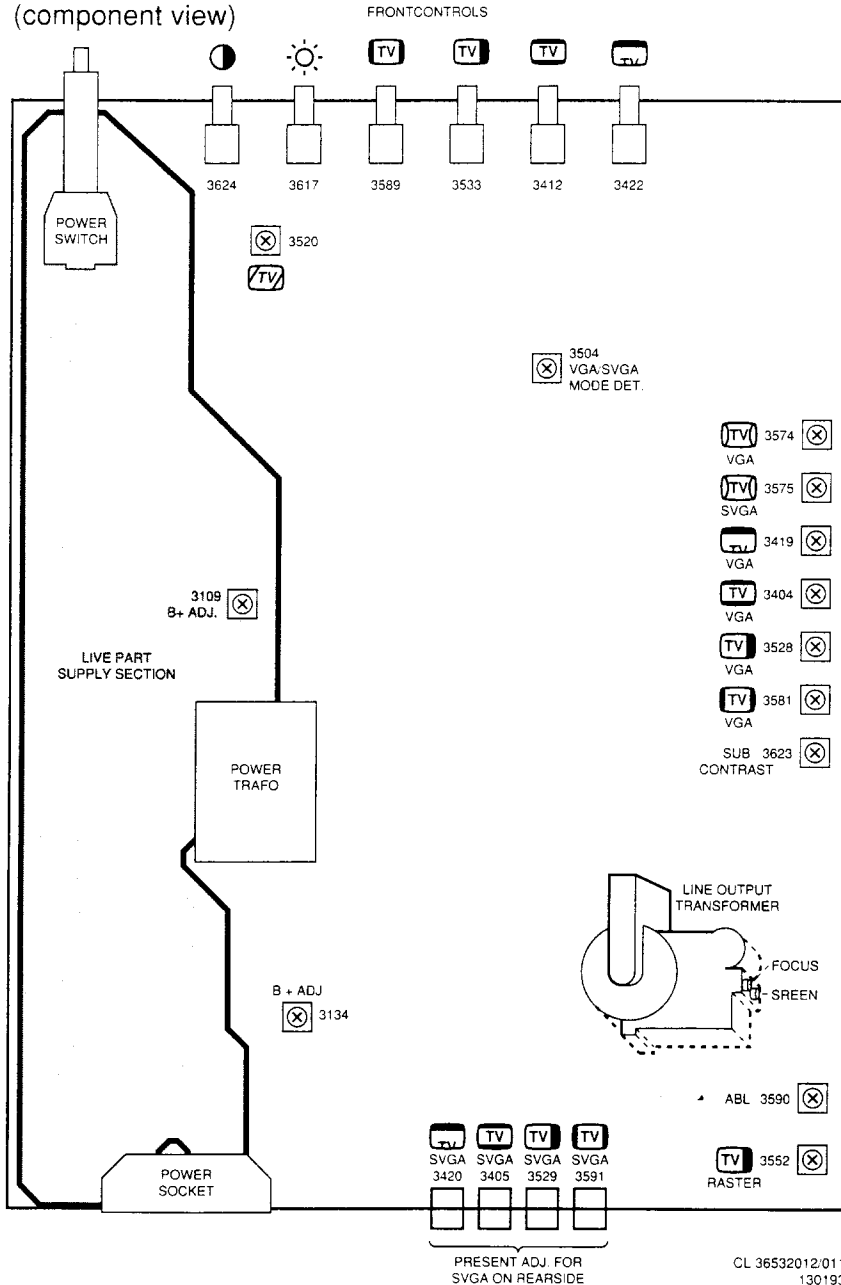 (component view)
FRONTCONTROLS
TV
TV
TV
TV
3624
3617
3589
3533
3412
3422
POWER
SWITCH
3520
TV
3504
VGA/SVGA
MODE DET.
TV 3574
VGA
TV 3575
SVGA
TV 3419
VGA
TV 3404
VGA
TV 3528
VGA
TV 3581
VGA
SUB 3623
CONTRAST
3109
B+ ADJ.
LIVE PART
SUPPLY SECTION
POWER
TRAFO
LINE OUTPUT
TRANSFORMER
FOCUS
SREEN
B + ADJ
3134
ABL 3590
TV 3552
RASTER
TV
TV
TV
TV
SVGA
SVGA
SVGA
SVGA
3420
3405
3529
3591
POWER
SOCKET
PRESENT ADJ. FOR
SVGA ON REARSIDE
CL 36532012/011
130193